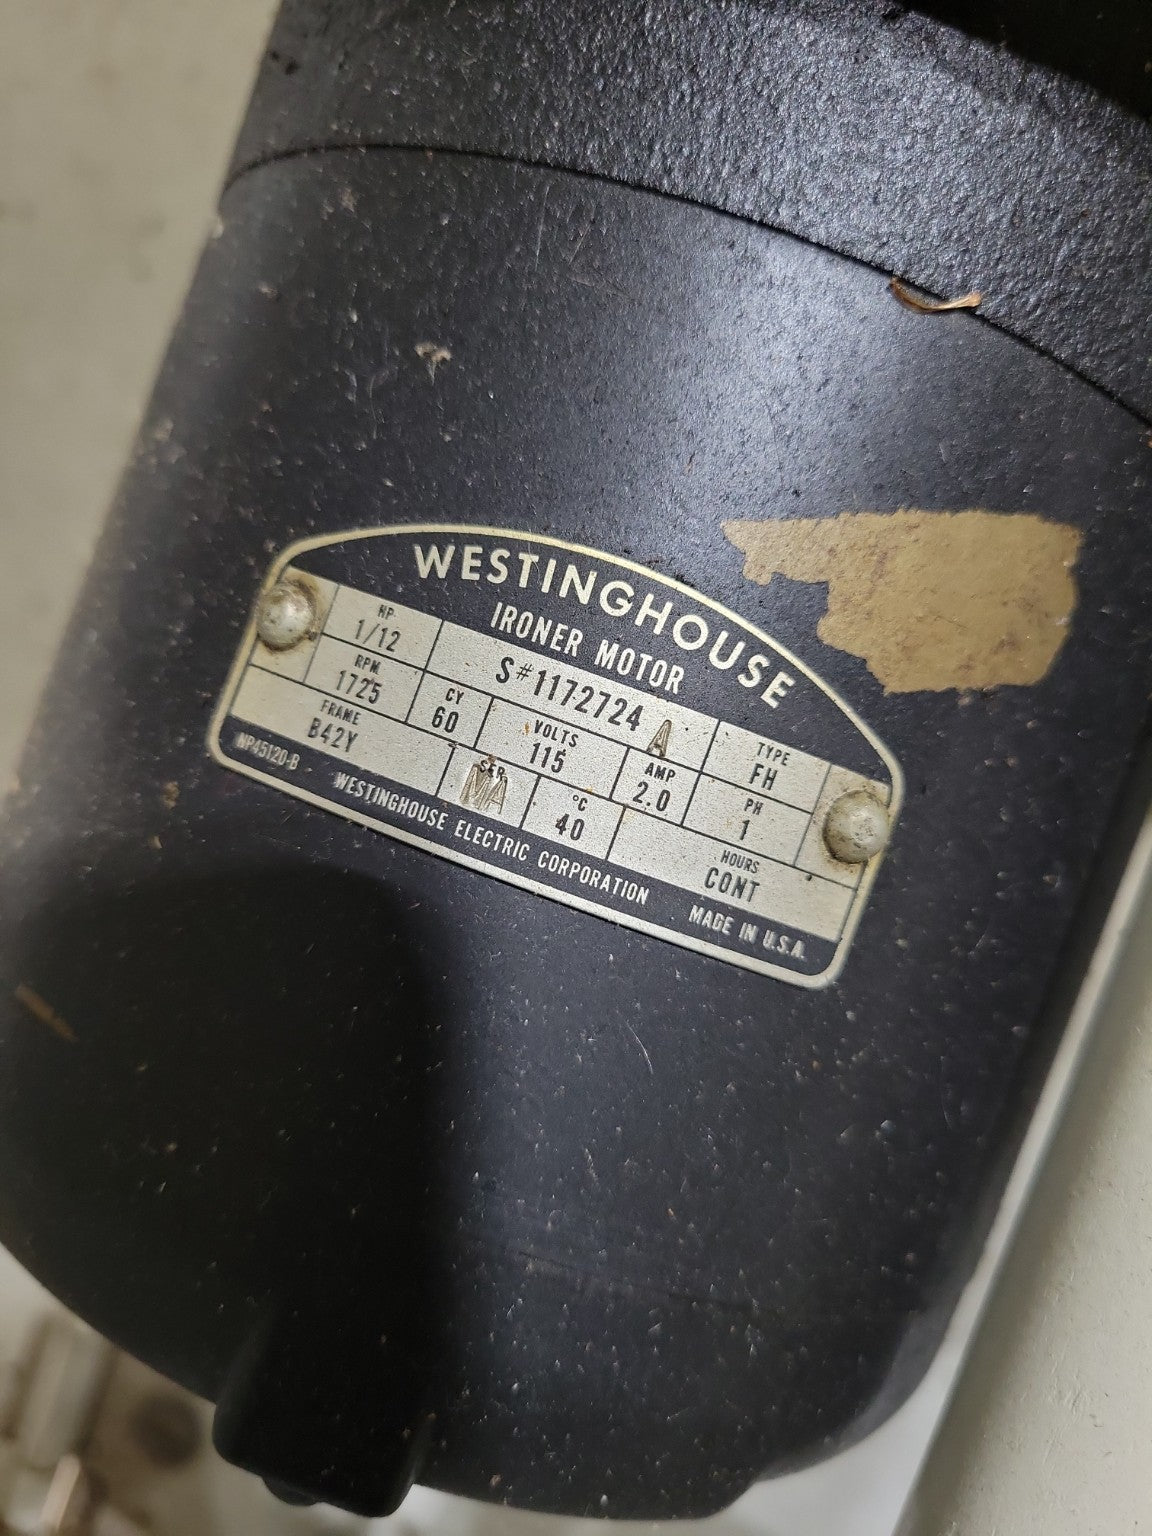 WESTINGHOUSE
IRONER MOTOR
HP 1/12 S#1172724 A TYPE FH
RPM 1725 CY 60 VOLTS 115 AMP 2.0 PH 1
FRAME B42Y SER MA °C 40 HOURS CONT
NP45120-B WESTINGHOUSE ELECTRIC CORPORATION MADE IN U.S.A.